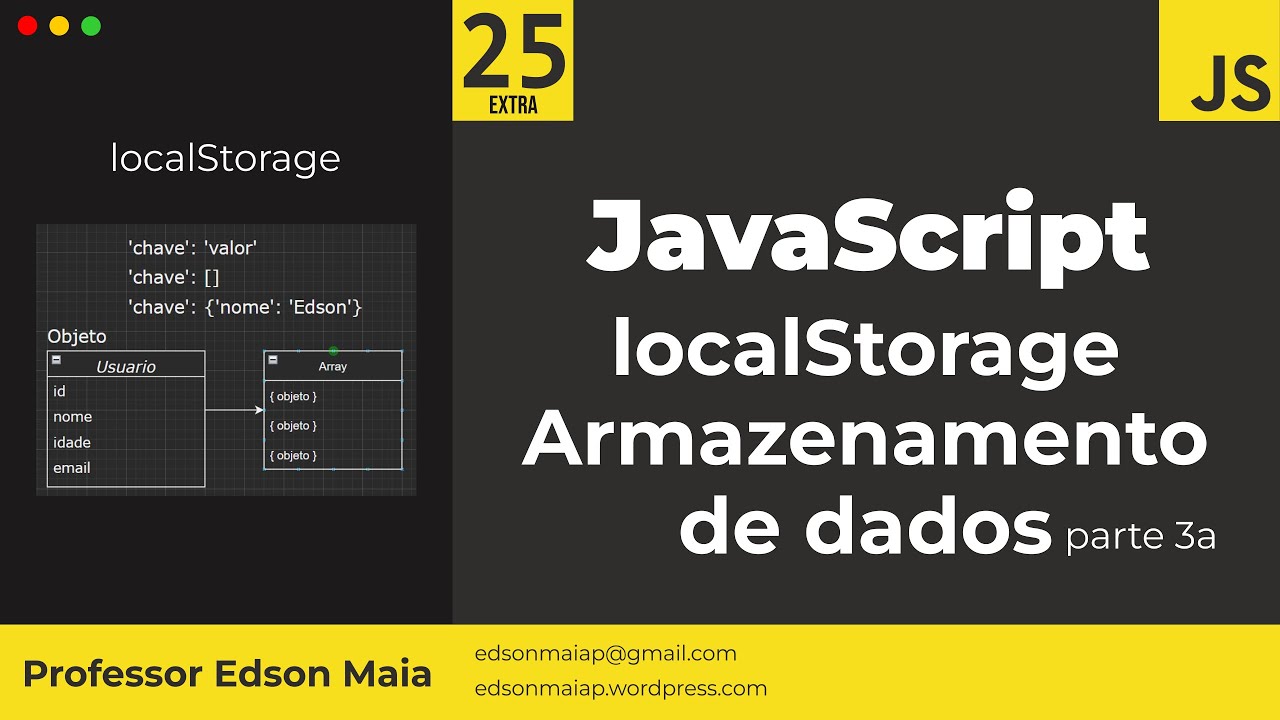 localStorage
'chave': 'valor'
'chave': []
'chave': {'nome': 'Edson'}
Objeto
Usuario
id
nome
idade
email
Array
{ objeto }
{ objeto }
{ objeto }
25
EXTRA
JS
JavaScript
localStorage
Armazenamento
de dados parte 3a
Professor Edson Maia
edsonmaiap@gmail.com
edsonmaiap.wordpress.com